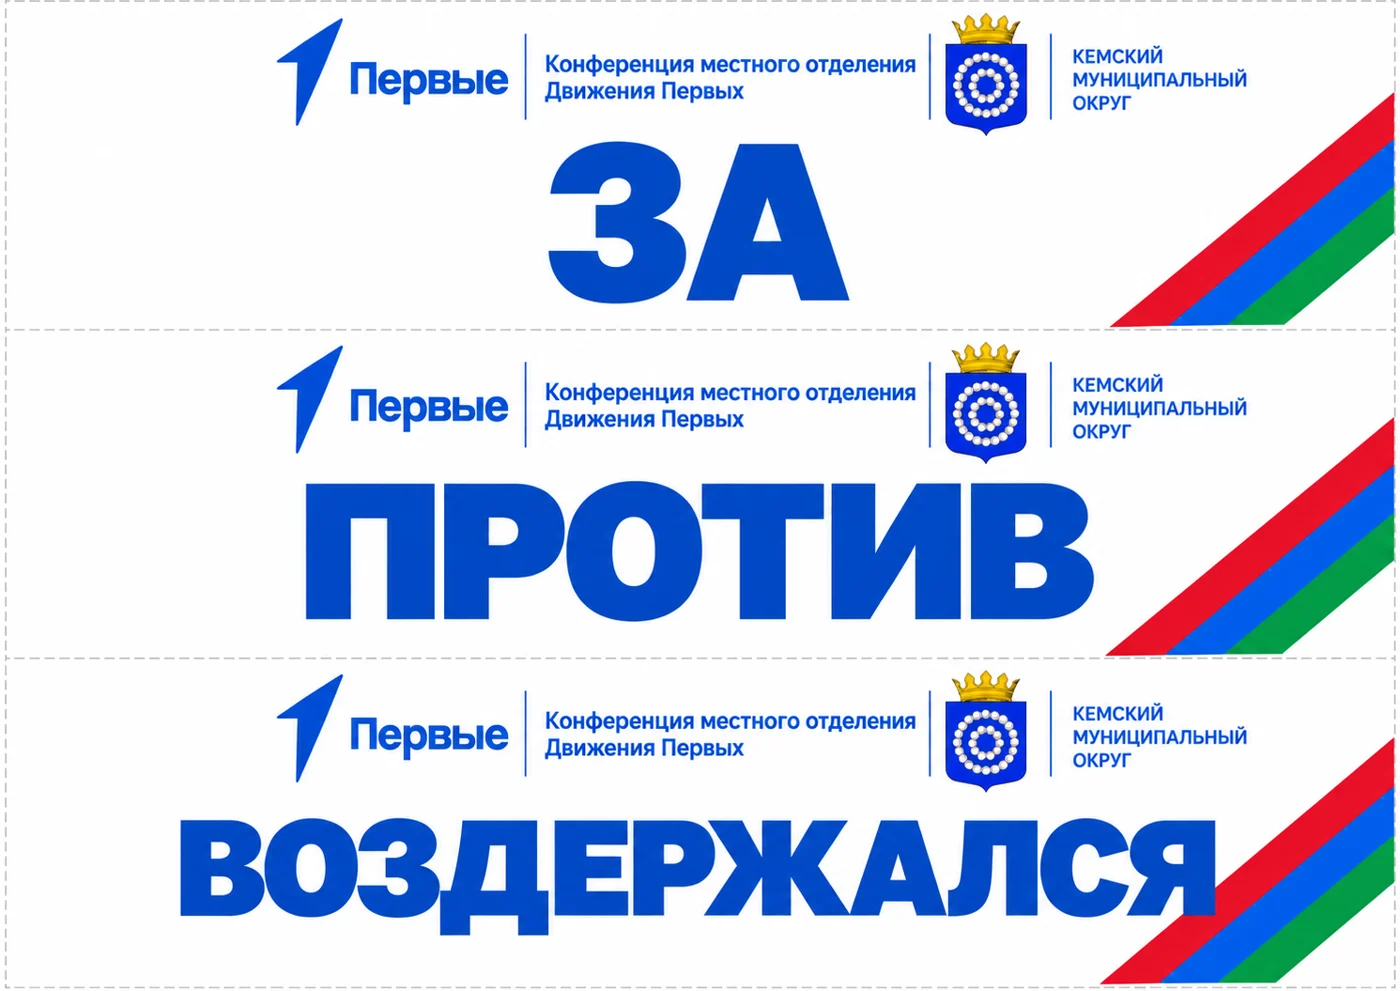 Первые
Конференция местного отделения
Движения Первых
КЕМСКИЙ
МУНИЦИПАЛЬНЫЙ
ОКРУГ
ЗА
Первые
Конференция местного отделения
Движения Первых
КЕМСКИЙ
МУНИЦИПАЛЬНЫЙ
ОКРУГ
ПРОТИВ
Первые
Конференция местного отделения
Движения Первых
КЕМСКИЙ
МУНИЦИПАЛЬНЫЙ
ОКРУГ
ВОЗДЕРЖАЛСЯ